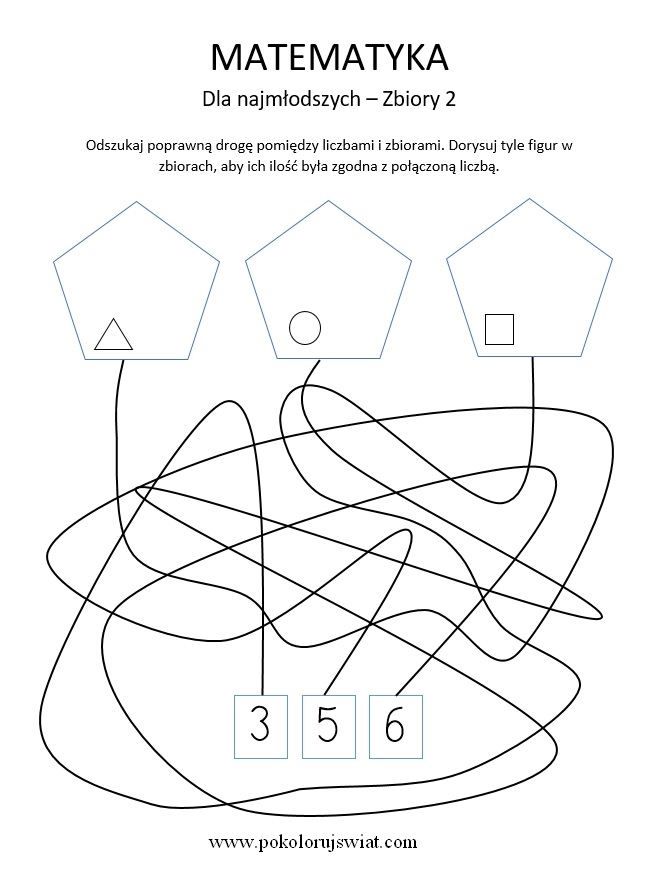 MATEMATYKA
Dla najmłodszych – Zbiory 2
Odszukaj poprawną drogę pomiędzy liczbami i zbiorami. Dorysuj tyle figur w
zbiorach, aby ich ilość była zgodna z połączoną liczbą.
3 5 6
www.pokolorujswiat.com